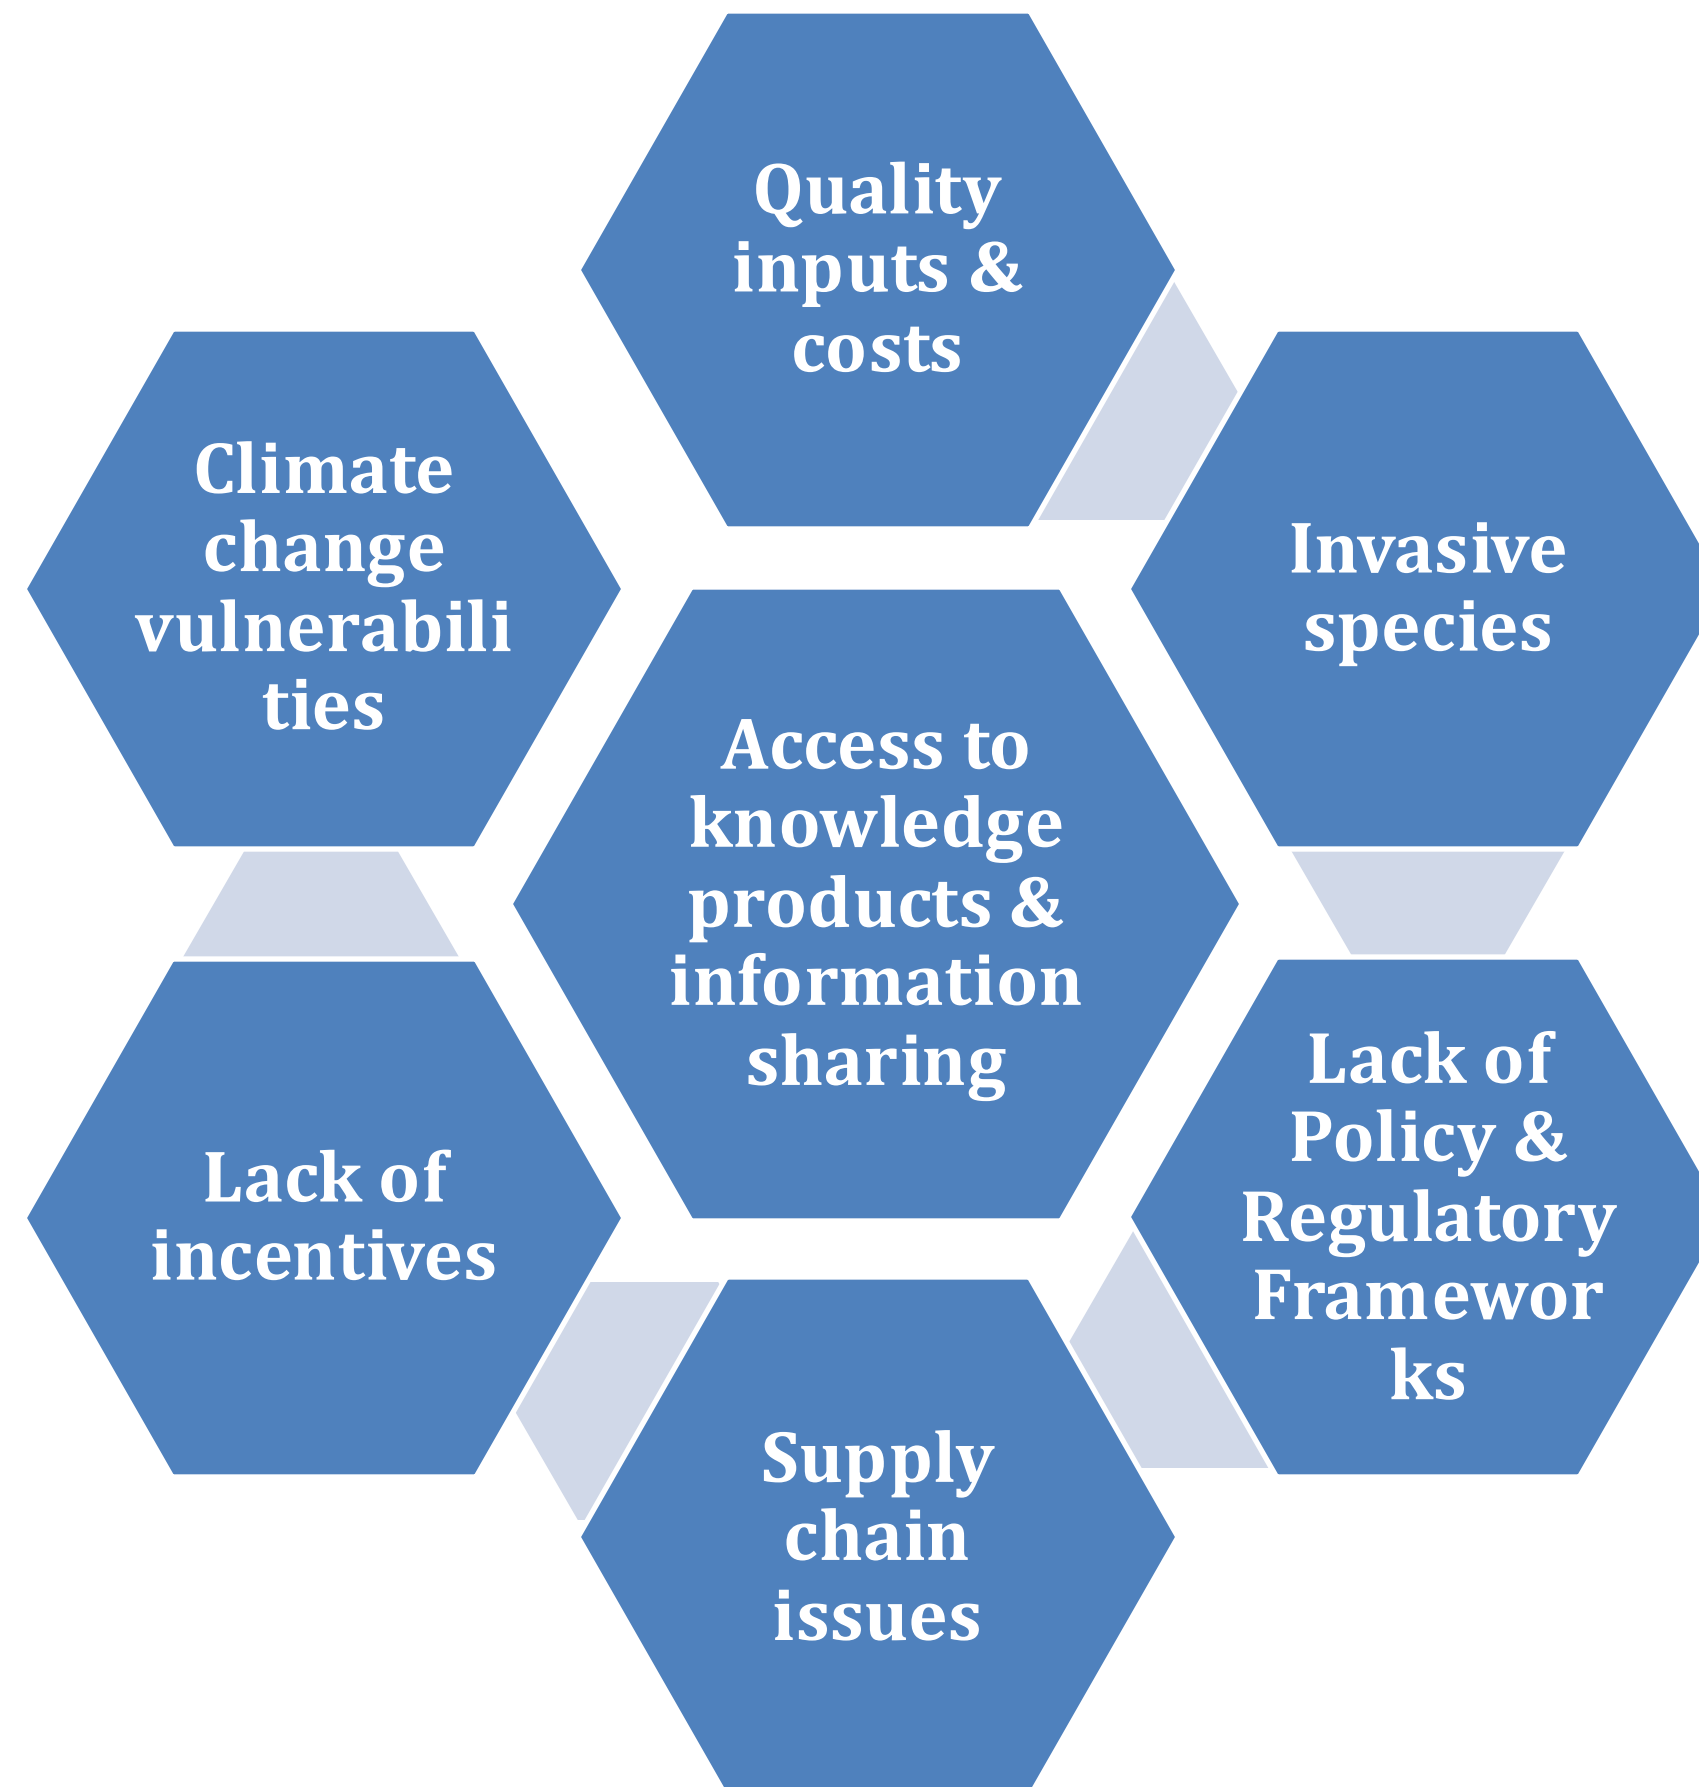 Quality
inputs &
costs
Climate
change
vulnerabili
ties
Invasive
species
Access to
knowledge
products &
information
sharing
Lack of
incentives
Lack of
Policy &
Regulatory
Framewor
ks
Supply
chain
issues